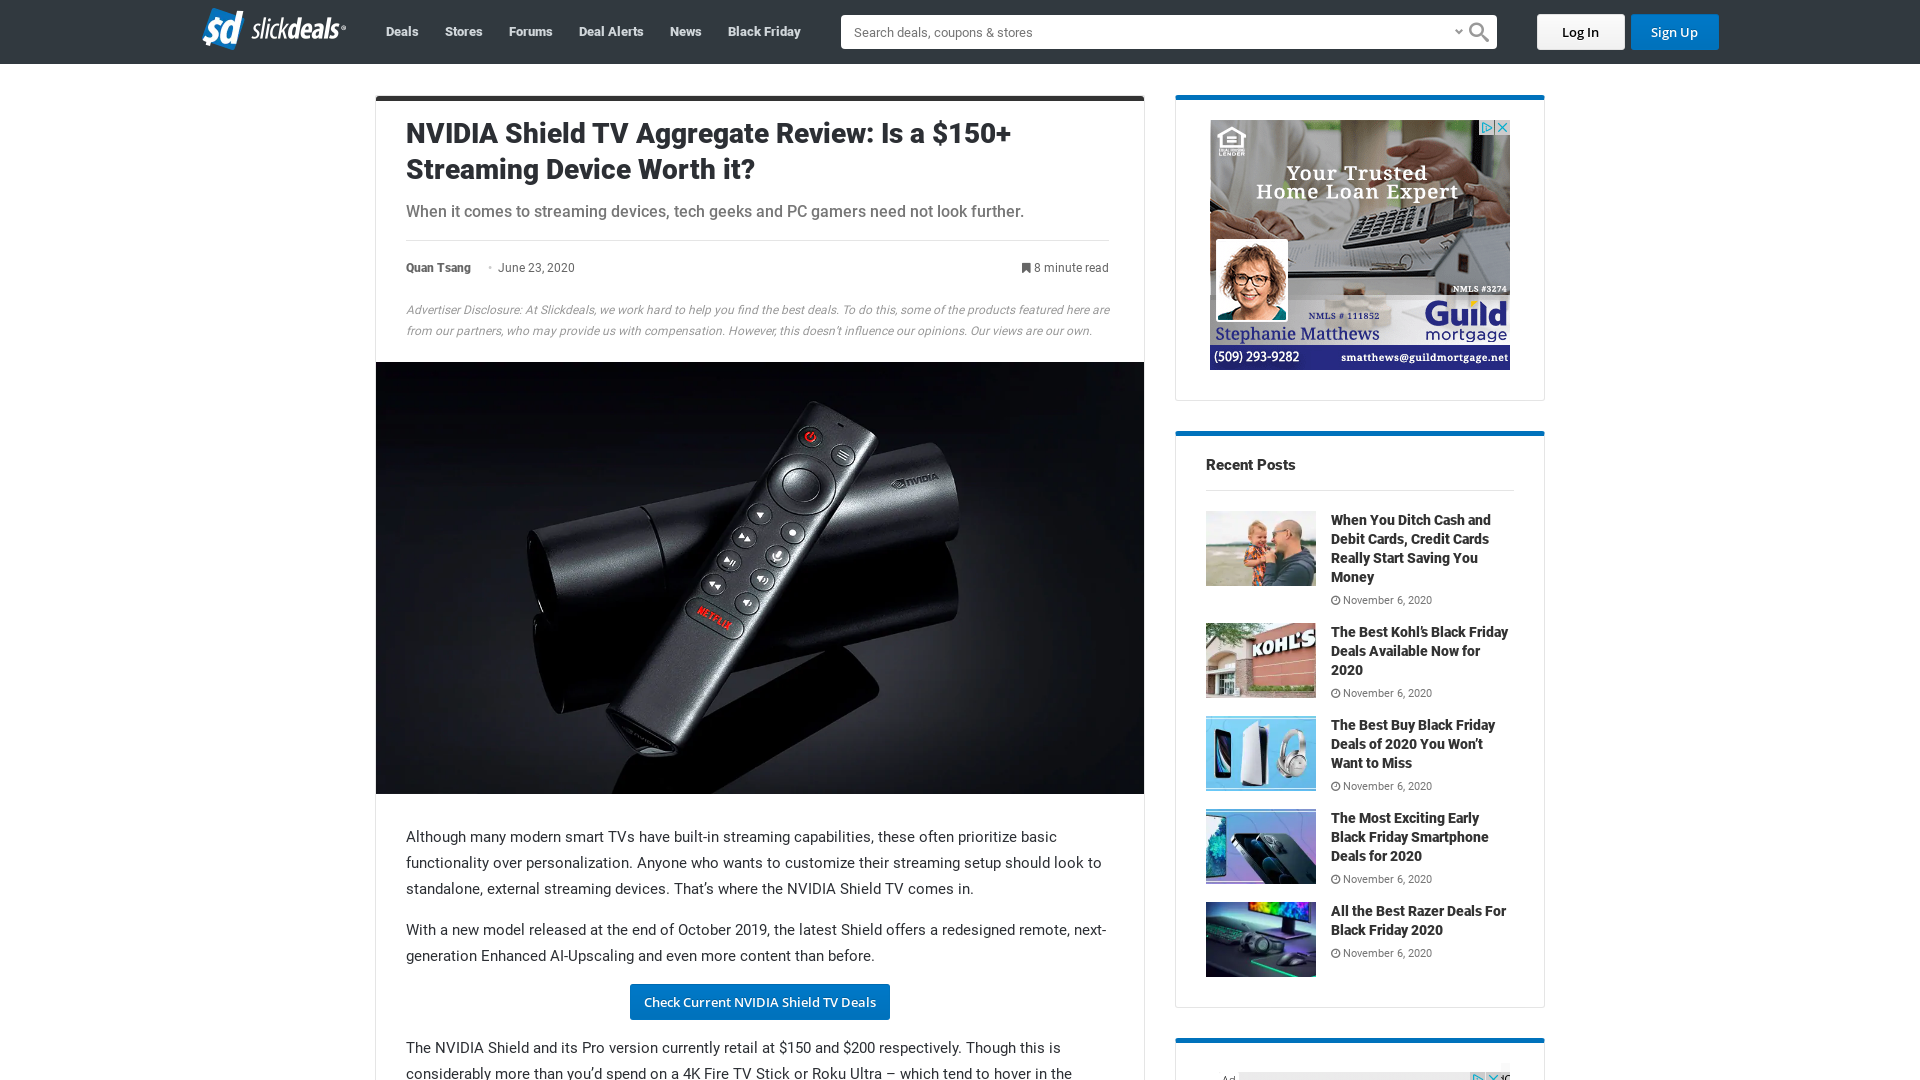 sd slickdeals
Deals Stores Forums Deal Alerts News Black Friday
Search deals, coupons & stores
Log In Sign Up
NVIDIA Shield TV Aggregate Review: Is a $150+
Streaming Device Worth it?
When it comes to streaming devices, tech geeks and PC gamers need not look further.
Quan Tsang • June 23, 2020 8 minute read
Advertiser Disclosure: At Slickdeals, we work hard to help you find the best deals. To do this, some of the products featured here are
from our partners, who may provide us with compensation. However, this doesn't influence our opinions. Our views are our own.
NVIDIA
NETFLIX
Although many modern smart TVs have built-in streaming capabilities, these often prioritize basic
functionality over personalization. Anyone who wants to customize their streaming setup should look to
standalone, external streaming devices. That’s where the NVIDIA Shield TV comes in.
With a new model released at the end of October 2019, the latest Shield offers a redesigned remote, next-
generation Enhanced AI-Upscaling and even more content than before.
Check Current NVIDIA Shield TV Deals
The NVIDIA Shield and its Pro version currently retail at $150 and $200 respectively. Though this is
considerably more than you’d spend on a 4K Fire TV Stick or Roku Ultra – which tend to hover in the
LENDER
Your Trusted
Home Loan Expert
NMLS #3274
NMLS # 111852
Guild
mortgage
Stephanie Matthews
(509) 293-9282 smatthews@guildmortgage.net
Recent Posts
When You Ditch Cash and
Debit Cards, Credit Cards
Really Start Saving You
Money
November 6, 2020
KOHL'S
The Best Kohl’s Black Friday
Deals Available Now for
2020
November 6, 2020
The Best Buy Black Friday
Deals of 2020 You Won’t
Want to Miss
November 6, 2020
The Most Exciting Early
Black Friday Smartphone
Deals for 2020
November 6, 2020
All the Best Razer Deals For
Black Friday 2020
November 6, 2020
Ad